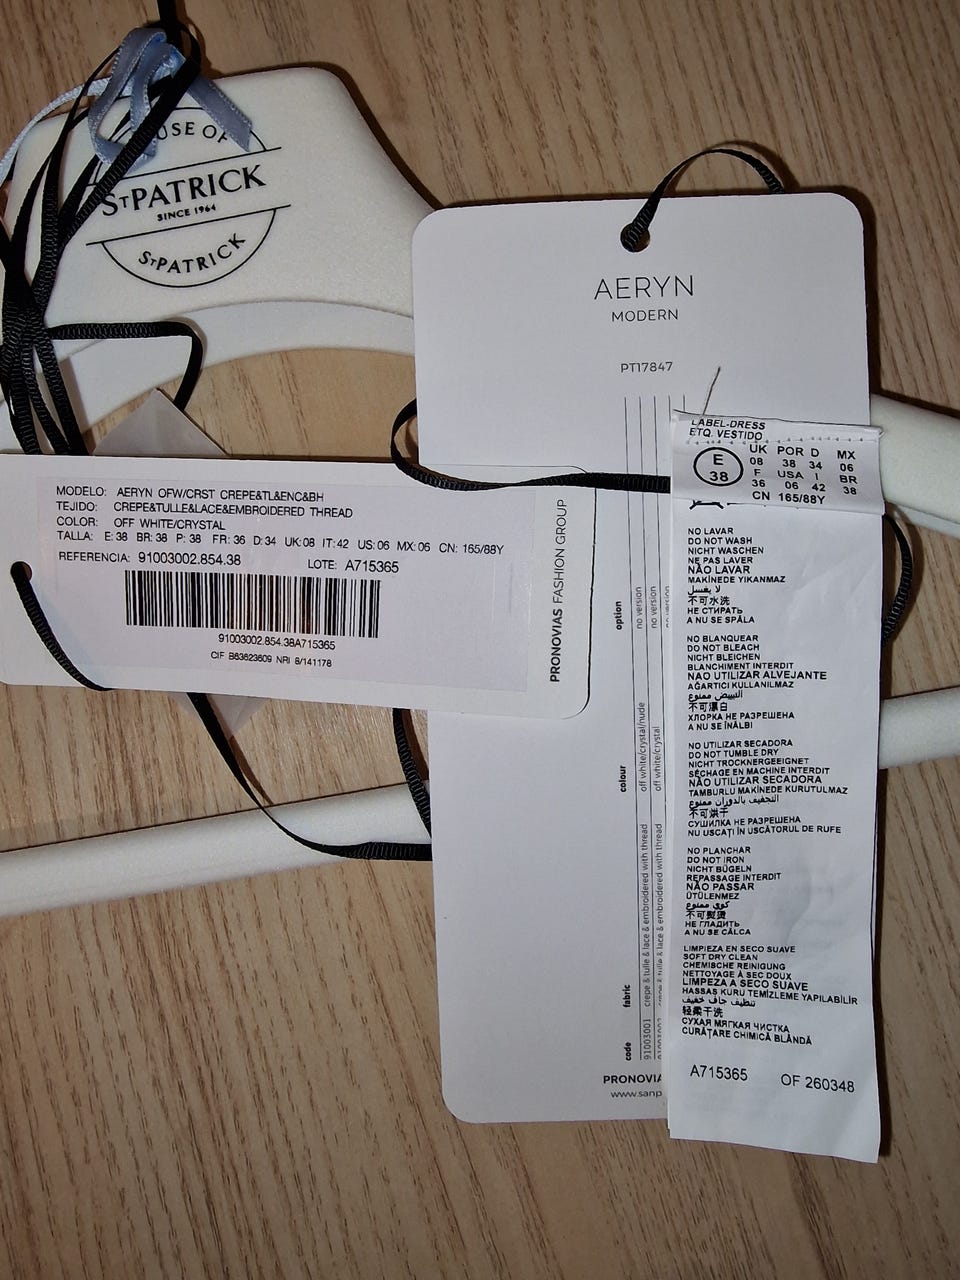 USE OF
STPATRICK
SINCE 1964
STPATRICK
AERYN
MODERN
PT17847
MODELO: AERYN OFW/CRST CREPE&TL&ENC&BH
TEJIDO: CREPE&TULLE&LACE&EMBROIDERED THREAD
COLOR: OFF WHITE/CRYSTAL
TALLA: E:38 BR:38 P:38 FR:36 D:34 UK:08 IT:42 US:06 MX:06 CN:165/88Y
REFERENCIA: 91003002.854.38 LOTE: A715365
91003002.854.38A715365
CIF B63623609 NRI 8/141178
PRONOVIAS FASHION GROUP
code fabric colour option
91003001 crepe & tulle & lace & embroidered with thread off white/crystal/nude no version
crepe & tulle & lace & embroidered with thread off white/crystal no version
no version
PRONOVIA
www.sanp
LABEL-DRESS
ETQ. VESTIDO
E
38
UK POR D MX
08 38 34 06
F USA I BR
36 06 42 38
CN 165/88Y
NO LAVAR
DO NOT WASH
NICHT WASCHEN
NE PAS LAVER
NÃO LAVAR
MAKİNEDE YIKANMAZ
لا يغسل
不可水洗
НЕ СТИРАТЬ
A NU SE SPĂLA
NO BLANQUEAR
DO NOT BLEACH
NICHT BLEICHEN
BLANCHIMENT INTERDIT
NAO UTILIZAR ALVEJANTE
AĞARTICI KULLANILMAZ
التبييض ممنوع
不可漂白
ХЛОРКА НЕ РАЗРЕШЕНА
A NU SE ÎNĂLBI
NO UTILIZAR SECADORA
DO NOT TUMBLE DRY
NICHT TROCKNERGEEIGNET
SÉCHAGE EN MACHINE INTERDIT
NÃO UTILIZAR SECADORA
TAMBURLU MAKİNEDE KURUTULMAZ
التجفيف بالدوران ممنوع
不可烘干
СУШИЛКА НЕ РАЗРЕШЕНА
NU USCAȚI ÎN USCĂTORUL DE RUFE
NO PLANCHAR
DO NOT IRON
NICHT BÜGELN
REPASSAGE INTERDIT
NÃO PASSAR
ÜTÜLENMEZ
كوي ممنوع
不可熨烫
НЕ ГЛАДИТЬ
A NU SE CĂLCA
LIMPIEZA EN SECO SUAVE
SOFT DRY CLEAN
CHEMISCHE REINIGUNG
NETTOYAGE À SEC DOUX
LIMPEZA A SECO SUAVE
HASSAS KURU TEMİZLEME YAPILABİLİR
تنظيف جاف خفيف
轻柔干洗
СУХАЯ МЯГКАЯ ЧИСТКА
CURĂȚARE CHIMICĂ BLÂNDĂ
A715365 OF 260348